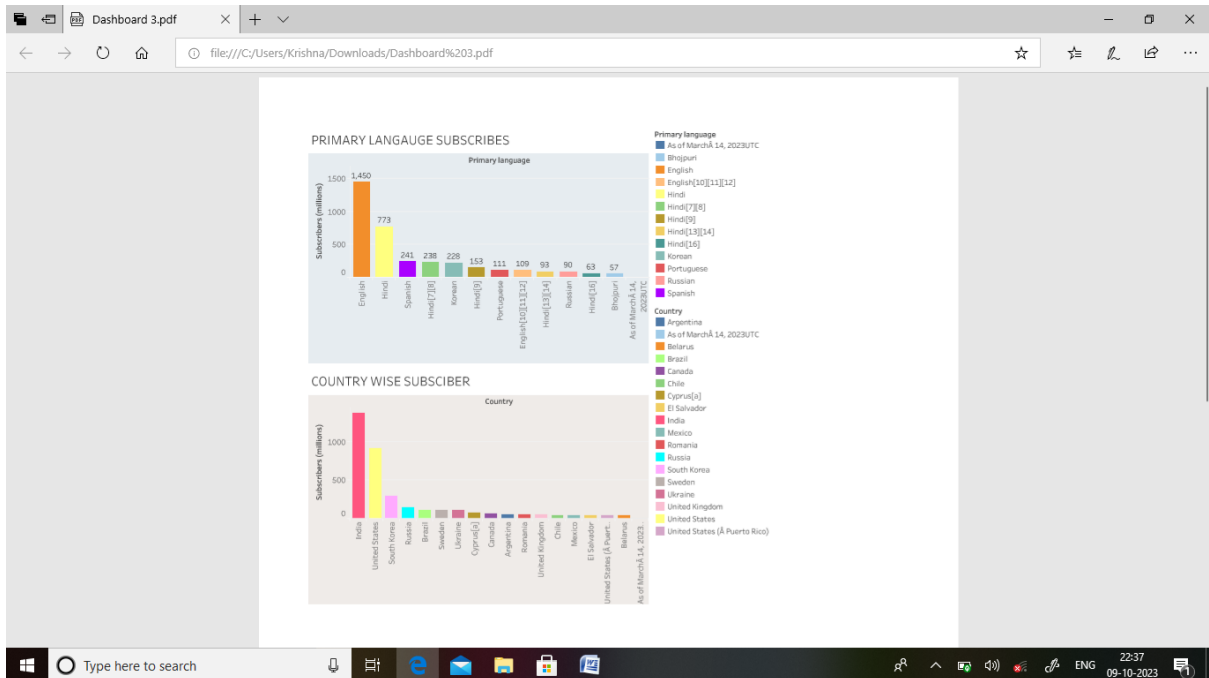 Dashboard 3.pdf
file:///C:/Users/Krishna/Downloads/Dashboard%203.pdf
PRIMARY LANGAUGE SUBSCRIBES
Primary language
Subscribers (millions)
1500
1000
500
0
1,450
773
241
238
228
153
111
109
93
90
63
57
English
Hindi
Spanish
Hindi[7][8]
Korean
Hindi[9]
Portuguese
English[10][11][12]
Hindi[13][14]
Russian
Hindi[16]
Bhojpuri
As of MarchÂ 14,
2023UTC
COUNTRY WISE SUBSCIBER
Country
Subscribers (millions)
1000
500
0
India
United States
South Korea
Russia
Brazil
Sweden
Ukraine
Cyprus[a]
Canada
Argentina
Romania
United Kingdom
Chile
Mexico
El Salvador
United States (Â Puert..
Belarus
As of MarchÂ 14, 2023..
Primary language
As of MarchÂ 14, 2023UTC
Bhojpuri
English
English[10][11][12]
Hindi
Hindi[7][8]
Hindi[9]
Hindi[13][14]
Hindi[16]
Korean
Portuguese
Russian
Spanish
Country
Argentina
As of MarchÂ 14, 2023UTC
Belarus
Brazil
Canada
Chile
Cyprus[a]
El Salvador
India
Mexico
Romania
Russia
South Korea
Sweden
Ukraine
United Kingdom
United States
United States (Â Puerto Rico)
Type here to search
ENG
22:37
09-10-2023